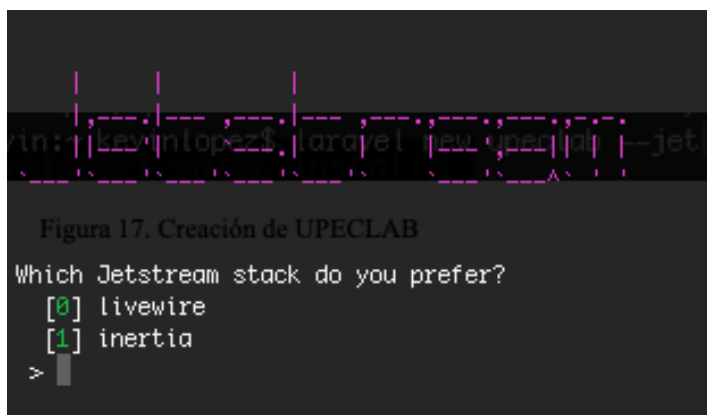 vin:~ kevinlopez$ laravel new upeclab --jet
Figura 17. Creación de UPECLAB
Which Jetstream stack do you prefer?
[0] livewire
[1] inertia
>